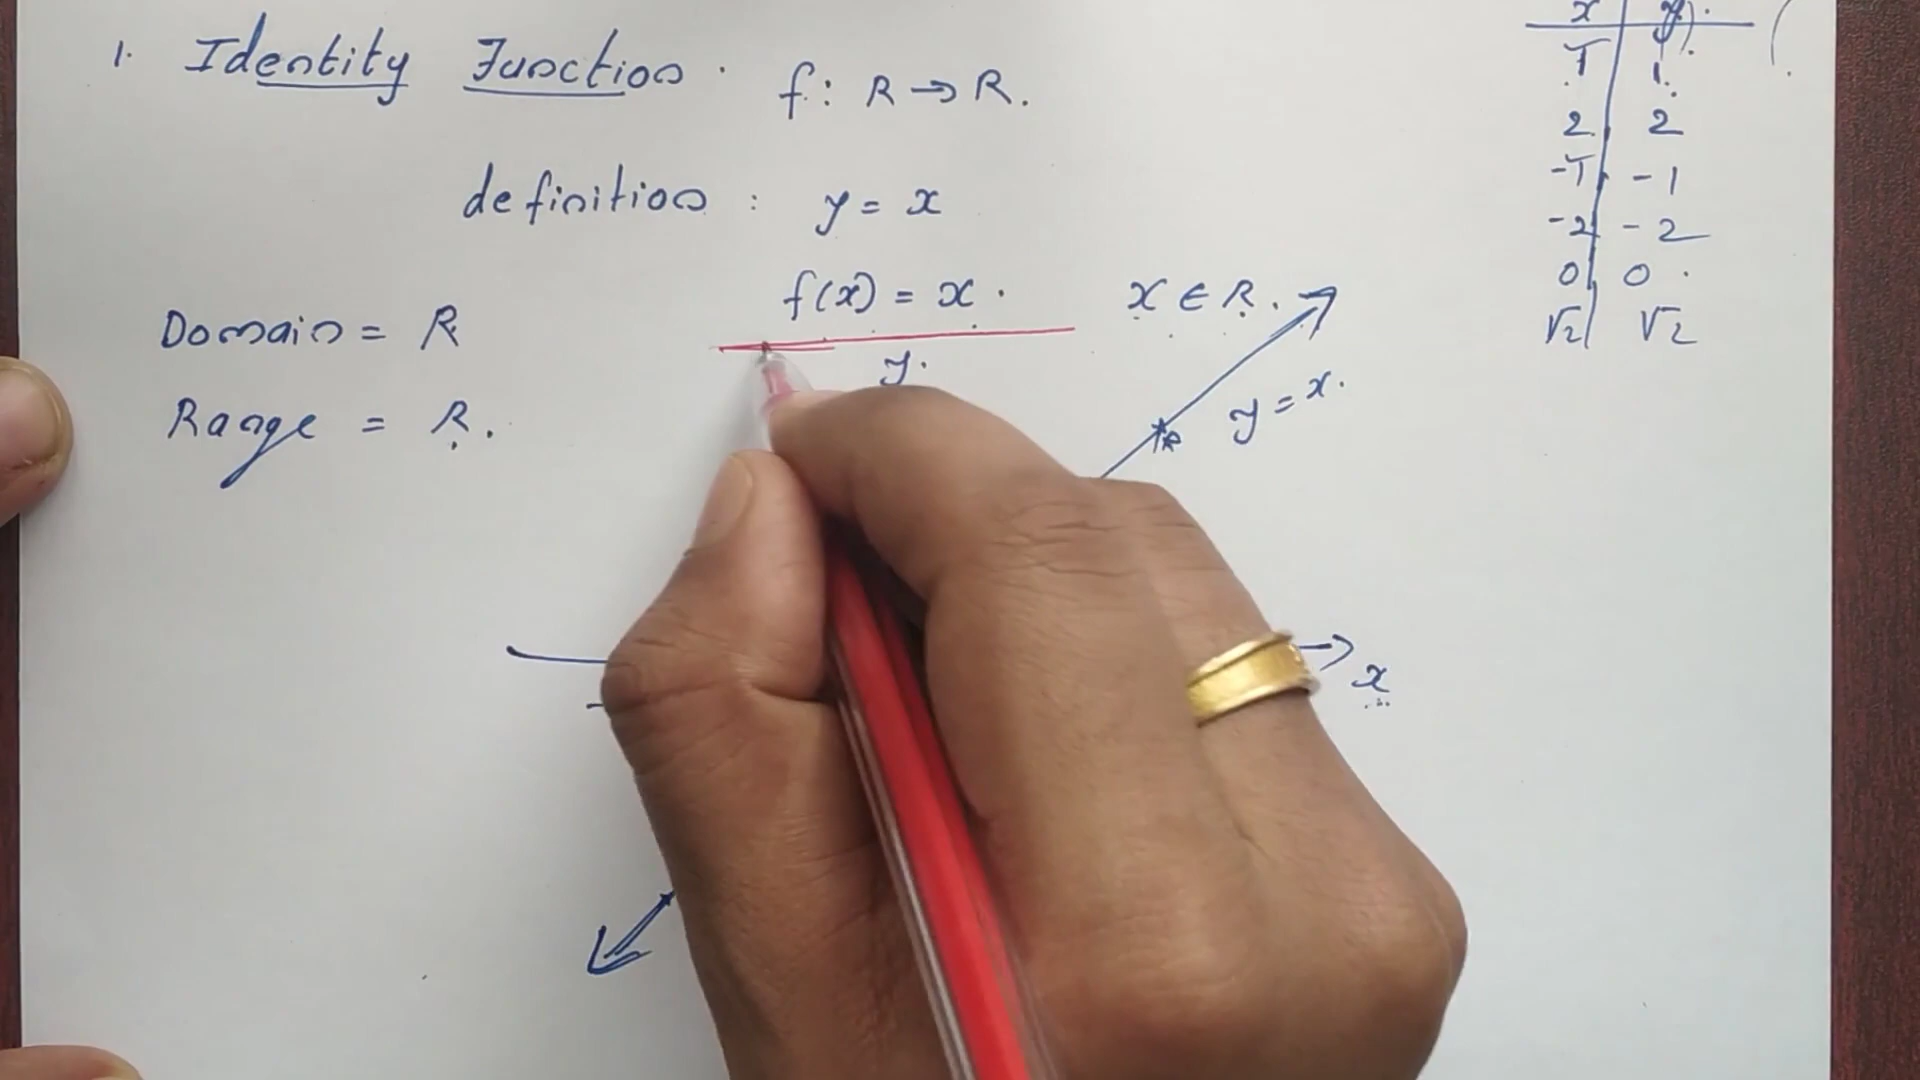 1. Identity Function. f: R → R.
definition : y = x
f(x) = x. x ∈ R.
Domain = R
Range = R.
y.
y = x.
R
x
x y
1 1
2 2
-1 -1
-2 -2
0 0
√2 √2